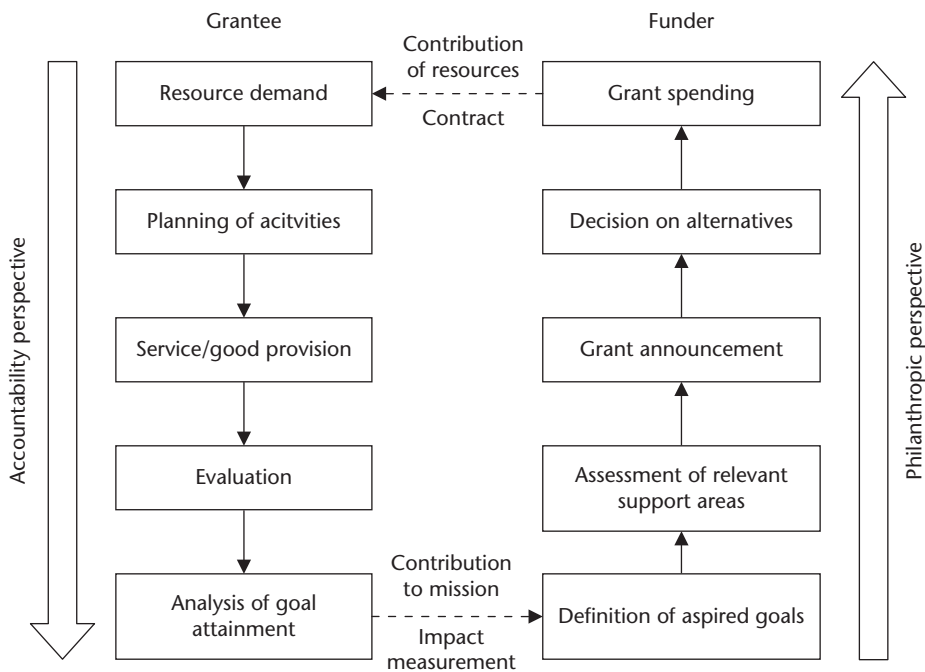 Grantee
Funder
Contribution
of resources
Resource demand
Grant spending
Contract
Planning of acitvities
Decision on alternatives
Accountability perspective
Philanthropic perspective
Service/good provision
Grant announcement
Evaluation
Assessment of relevant
support areas
Contribution
to mission
Analysis of goal
attainment
Definition of aspired goals
Impact
measurement